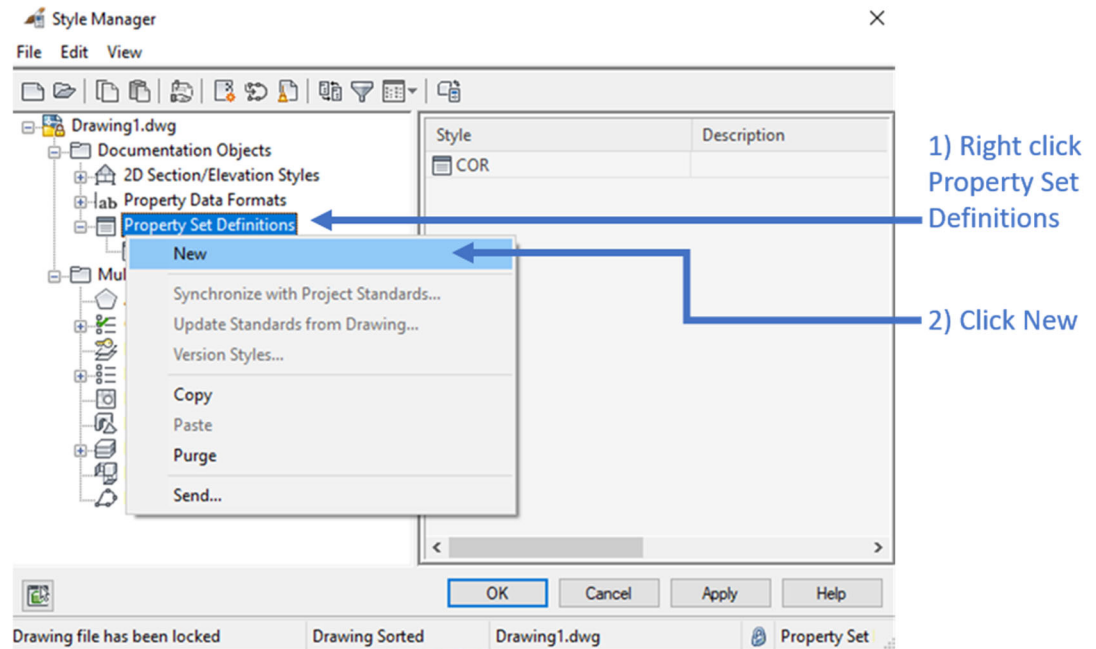 Style Manager
File Edit View
Drawing1.dwg
Documentation Objects
2D Section/Elevation Styles
Property Data Formats
Property Set Definitions
Mul
New
Synchronize with Project Standards...
Update Standards from Drawing...
Version Styles...
Copy
Paste
Purge
Send...
Style Description
COR
1) Right click
Property Set
Definitions
2) Click New
OK Cancel Apply Help
Drawing file has been locked Drawing Sorted Drawing1.dwg Property Set